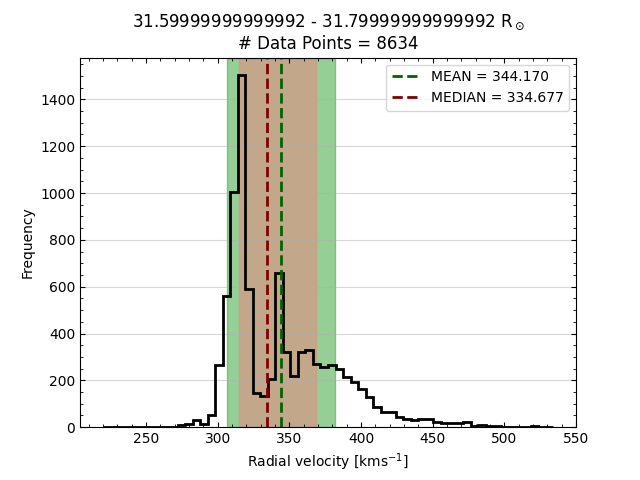 31.59999999999992 - 31.79999999999992 R⊙
# Data Points = 8634
MEAN = 344.170
MEDIAN = 334.677
1400
1200
1000
800
600
400
200
0
Frequency
250 300 350 400 450 500 550
Radial velocity [kms⁻¹]